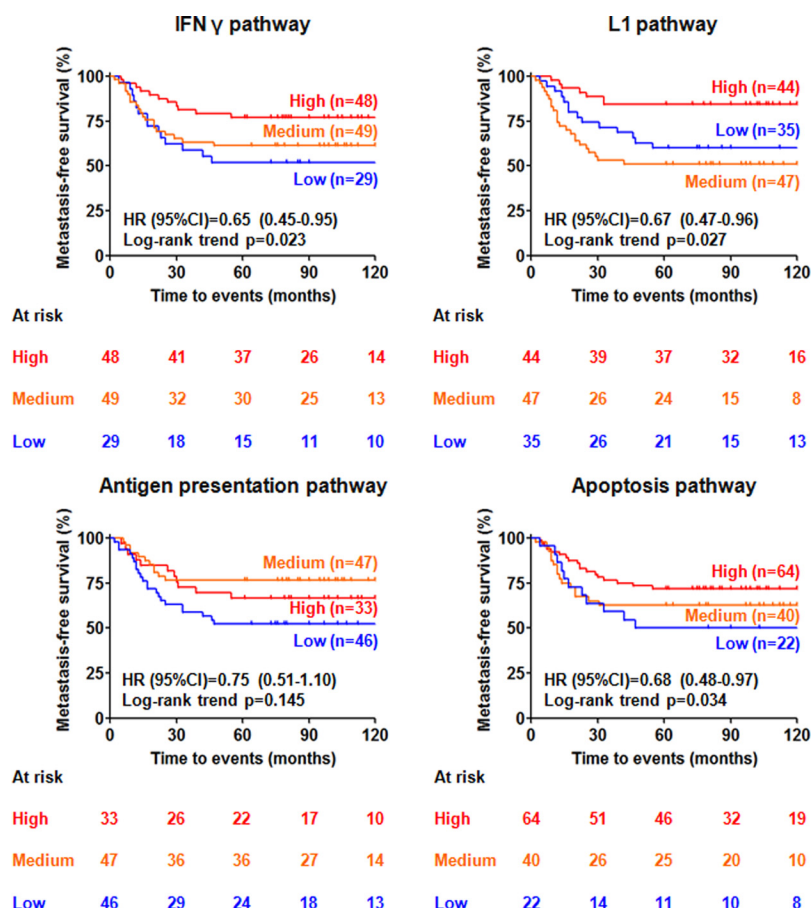 IFN γ pathway
Metastasis-free survival (%)
100
75
50
25
0
High (n=48)
Medium (n=49)
Low (n=29)
HR (95%CI)=0.65 (0.45-0.95)
Log-rank trend p=0.023
0 30 60 90 120
Time to events (months)
At risk
High 48 41 37 26 14
Medium 49 32 30 25 13
Low 29 18 15 11 10
L1 pathway
Metastasis-free survival (%)
100
75
50
25
0
High (n=44)
Low (n=35)
Medium (n=47)
HR (95%CI)=0.67 (0.47-0.96)
Log-rank trend p=0.027
0 30 60 90 120
Time to events (months)
At risk
High 44 39 37 32 16
Medium 47 26 24 15 8
Low 35 26 21 15 13
Antigen presentation pathway
Metastasis-free survival (%)
100
75
50
25
0
Medium (n=47)
High (n=33)
Low (n=46)
HR (95%CI)=0.75 (0.51-1.10)
Log-rank trend p=0.145
0 30 60 90 120
Time to events (months)
At risk
High 33 26 22 17 10
Medium 47 36 36 27 14
Low 46 29 24 18 13
Apoptosis pathway
Metastasis-free survival (%)
100
75
50
25
0
High (n=64)
Medium (n=40)
Low (n=22)
HR (95%CI)=0.68 (0.48-0.97)
Log-rank trend p=0.034
0 30 60 90 120
Time to events (months)
At risk
High 64 51 46 32 19
Medium 40 26 25 20 10
Low 22 14 11 10 8